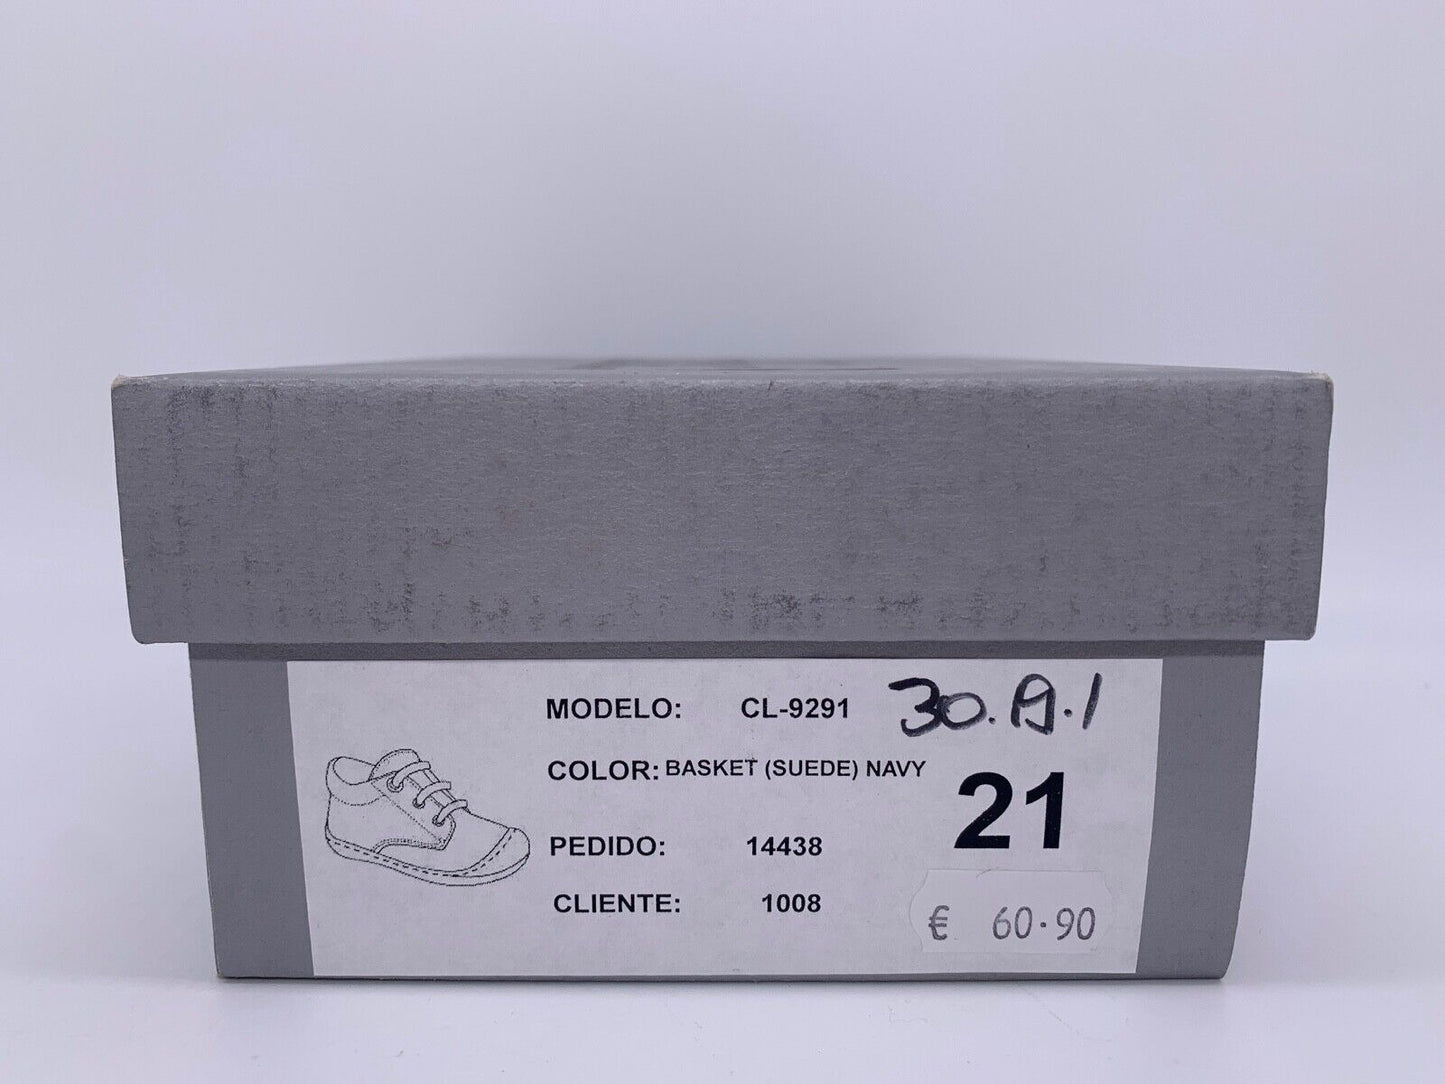 MODELO: CL-9291 30.A.1
COLOR: BASKET (SUEDE) NAVY
21
PEDIDO: 14438
CLIENTE: 1008
€ 60.90